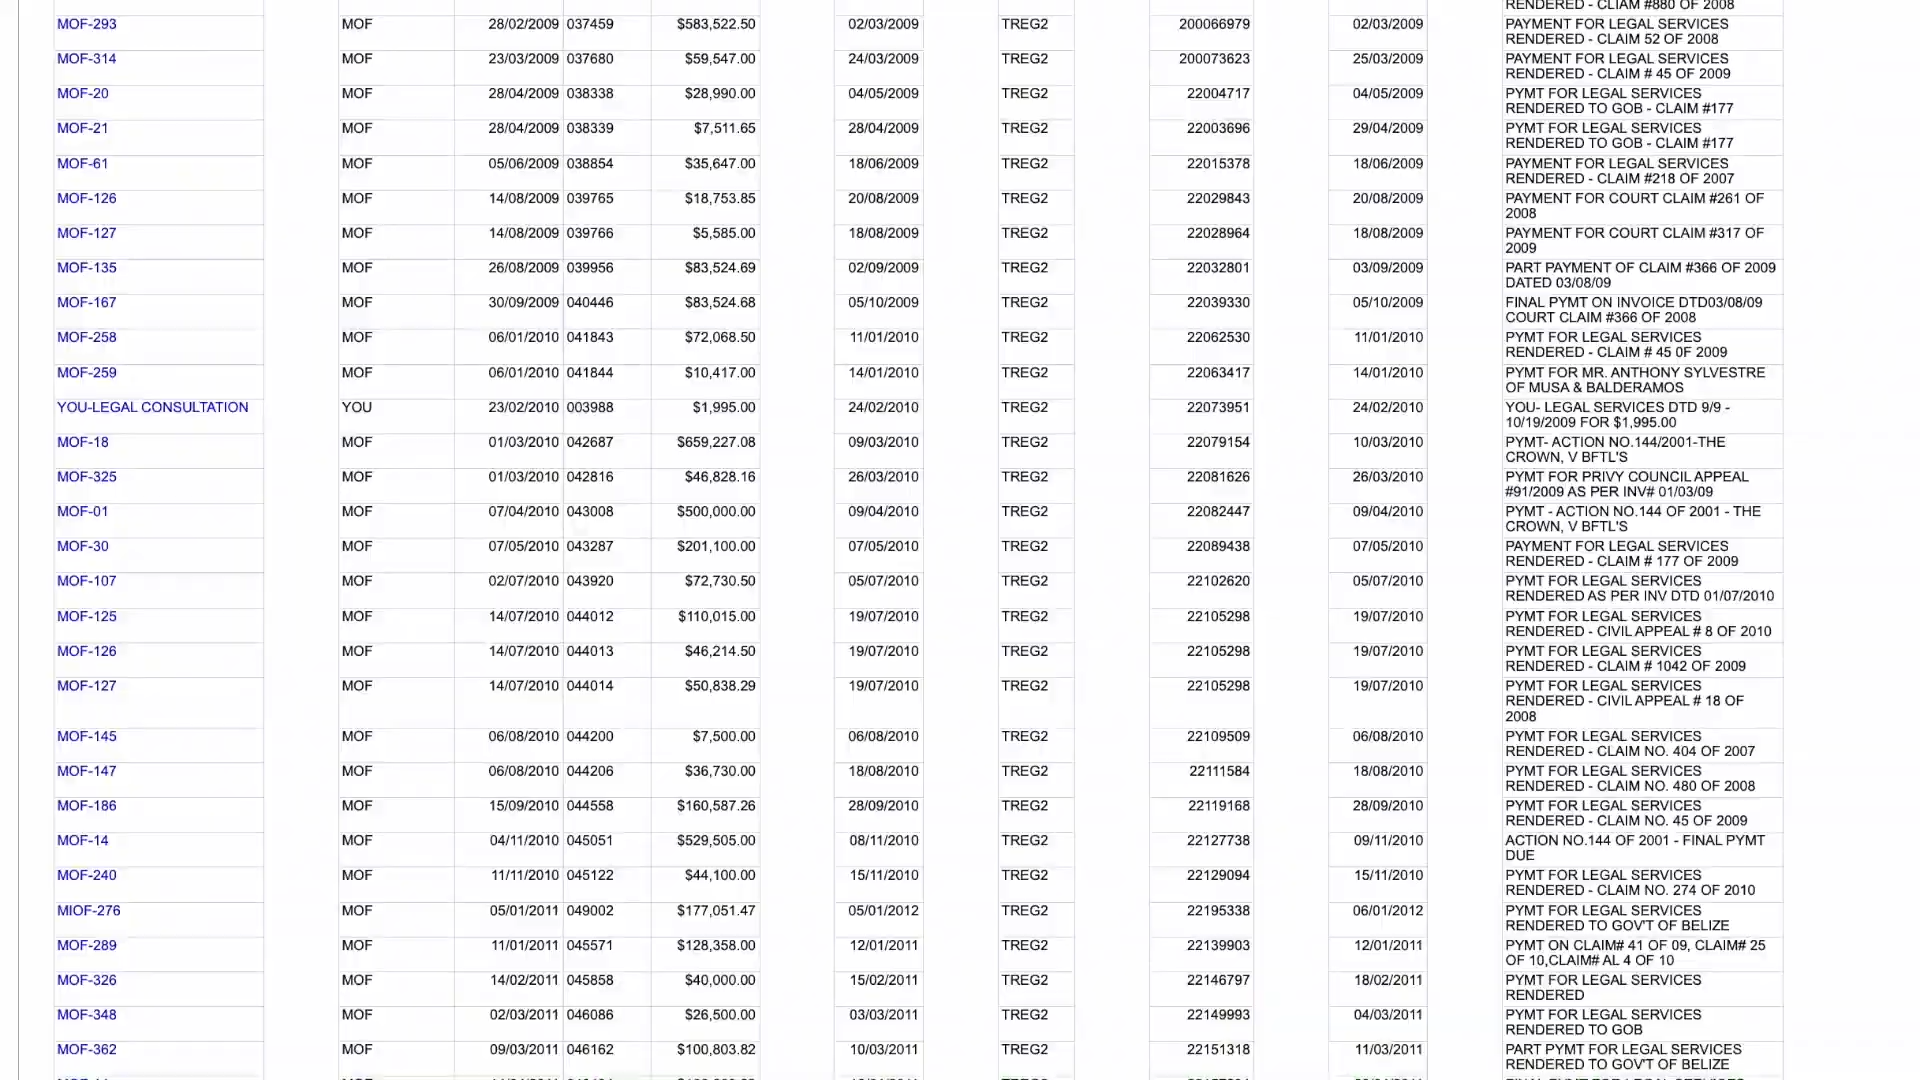 RENDERED - CLIAM #880 OF 2008
MOF-293 MOF 28/02/2009 037459 $583,522.50 02/03/2009 TREG2 200066979 02/03/2009 PAYMENT FOR LEGAL SERVICES
RENDERED - CLAIM 52 OF 2008
MOF-314 MOF 23/03/2009 037680 $59,547.00 24/03/2009 TREG2 200073623 25/03/2009 PAYMENT FOR LEGAL SERVICES
RENDERED - CLAIM # 45 OF 2009
MOF-20 MOF 28/04/2009 038338 $28,990.00 04/05/2009 TREG2 22004717 04/05/2009 PYMT FOR LEGAL SERVICES
RENDERED TO GOB - CLAIM #177
MOF-21 MOF 28/04/2009 038339 $7,511.65 28/04/2009 TREG2 22003696 29/04/2009 PYMT FOR LEGAL SERVICES
RENDERED TO GOB - CLAIM #177
MOF-61 MOF 05/06/2009 038854 $35,647.00 18/06/2009 TREG2 22015378 18/06/2009 PAYMENT FOR LEGAL SERVICES
RENDERED - CLAIM #218 OF 2007
MOF-126 MOF 14/08/2009 039765 $18,753.85 20/08/2009 TREG2 22029843 20/08/2009 PAYMENT FOR COURT CLAIM #261 OF
2008
MOF-127 MOF 14/08/2009 039766 $5,585.00 18/08/2009 TREG2 22028964 18/08/2009 PAYMENT FOR COURT CLAIM #317 OF
2009
MOF-135 MOF 26/08/2009 039956 $83,524.69 02/09/2009 TREG2 22032801 03/09/2009 PART PAYMENT OF CLAIM #366 OF 2009
DATED 03/08/09
MOF-167 MOF 30/09/2009 040446 $83,524.68 05/10/2009 TREG2 22039330 05/10/2009 FINAL PYMT ON INVOICE DTD03/08/09
COURT CLAIM #366 OF 2008
MOF-258 MOF 06/01/2010 041843 $72,068.50 11/01/2010 TREG2 22062530 11/01/2010 PYMT FOR LEGAL SERVICES
RENDERED - CLAIM # 45 0F 2009
MOF-259 MOF 06/01/2010 041844 $10,417.00 14/01/2010 TREG2 22063417 14/01/2010 PYMT FOR MR. ANTHONY SYLVESTRE
OF MUSA & BALDERAMOS
YOU-LEGAL CONSULTATION YOU 23/02/2010 003988 $1,995.00 24/02/2010 TREG2 22073951 24/02/2010 YOU- LEGAL SERVICES DTD 9/9 -
10/19/2009 FOR $1,995.00
MOF-18 MOF 01/03/2010 042687 $659,227.08 09/03/2010 TREG2 22079154 10/03/2010 PYMT- ACTION NO.144/2001-THE
CROWN, V BFTL'S
MOF-325 MOF 01/03/2010 042816 $46,828.16 26/03/2010 TREG2 22081626 26/03/2010 PYMT FOR PRIVY COUNCIL APPEAL
#91/2009 AS PER INV# 01/03/09
MOF-01 MOF 07/04/2010 043008 $500,000.00 09/04/2010 TREG2 22082447 09/04/2010 PYMT - ACTION NO.144 OF 2001 - THE
CROWN, V BFTL'S
MOF-30 MOF 07/05/2010 043287 $201,100.00 07/05/2010 TREG2 22089438 07/05/2010 PAYMENT FOR LEGAL SERVICES
RENDERED - CLAIM # 177 OF 2009
MOF-107 MOF 02/07/2010 043920 $72,730.50 05/07/2010 TREG2 22102620 05/07/2010 PYMT FOR LEGAL SERVICES
RENDERED AS PER INV DTD 01/07/2010
MOF-125 MOF 14/07/2010 044012 $110,015.00 19/07/2010 TREG2 22105298 19/07/2010 PYMT FOR LEGAL SERVICES
RENDERED - CIVIL APPEAL # 8 OF 2010
MOF-126 MOF 14/07/2010 044013 $46,214.50 19/07/2010 TREG2 22105298 19/07/2010 PYMT FOR LEGAL SERVICES
RENDERED - CLAIM # 1042 OF 2009
MOF-127 MOF 14/07/2010 044014 $50,838.29 19/07/2010 TREG2 22105298 19/07/2010 PYMT FOR LEGAL SERVICES
RENDERED - CIVIL APPEAL # 18 OF
2008
MOF-145 MOF 06/08/2010 044200 $7,500.00 06/08/2010 TREG2 22109509 06/08/2010 PYMT FOR LEGAL SERVICES
RENDERED - CLAIM NO. 404 OF 2007
MOF-147 MOF 06/08/2010 044206 $36,730.00 18/08/2010 TREG2 22111584 18/08/2010 PYMT FOR LEGAL SERVICES
RENDERED - CLAIM NO. 480 OF 2008
MOF-186 MOF 15/09/2010 044558 $160,587.26 28/09/2010 TREG2 22119168 28/09/2010 PYMT FOR LEGAL SERVICES
RENDERED - CLAIM NO. 45 OF 2009
MOF-14 MOF 04/11/2010 045051 $529,505.00 08/11/2010 TREG2 22127738 09/11/2010 ACTION NO.144 OF 2001 - FINAL PYMT
DUE
MOF-240 MOF 11/11/2010 045122 $44,100.00 15/11/2010 TREG2 22129094 15/11/2010 PYMT FOR LEGAL SERVICES
RENDERED - CLAIM NO. 274 OF 2010
MIOF-276 MOF 05/01/2011 049002 $177,051.47 05/01/2012 TREG2 22195338 06/01/2012 PYMT FOR LEGAL SERVICES
RENDERED TO GOV'T OF BELIZE
MOF-289 MOF 11/01/2011 045571 $128,358.00 12/01/2011 TREG2 22139903 12/01/2011 PYMT ON CLAIM# 41 OF 09, CLAIM# 25
OF 10,CLAIM# AL 4 OF 10
MOF-326 MOF 14/02/2011 045858 $40,000.00 15/02/2011 TREG2 22146797 18/02/2011 PYMT FOR LEGAL SERVICES
RENDERED
MOF-348 MOF 02/03/2011 046086 $26,500.00 03/03/2011 TREG2 22149993 04/03/2011 PYMT FOR LEGAL SERVICES
RENDERED TO GOB
MOF-362 MOF 09/03/2011 046162 $100,803.82 10/03/2011 TREG2 22151318 11/03/2011 PART PYMT FOR LEGAL SERVICES
RENDERED TO GOV'T OF BELIZE